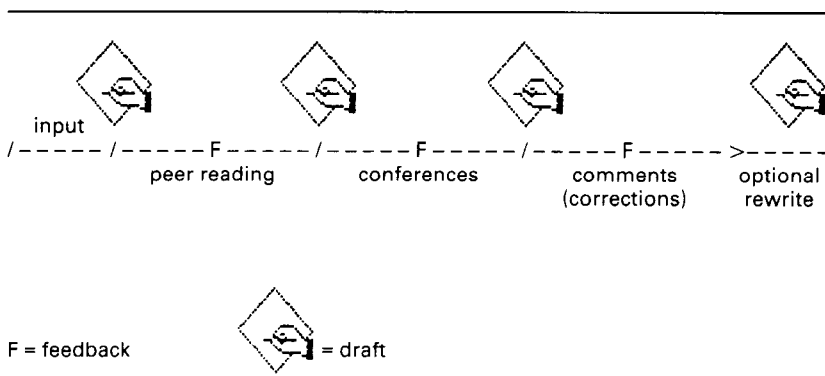 input
/-----/-----F-----/-----F-----/-----F----->-----
peer reading conferences comments optional
(corrections) rewrite
F = feedback = draft